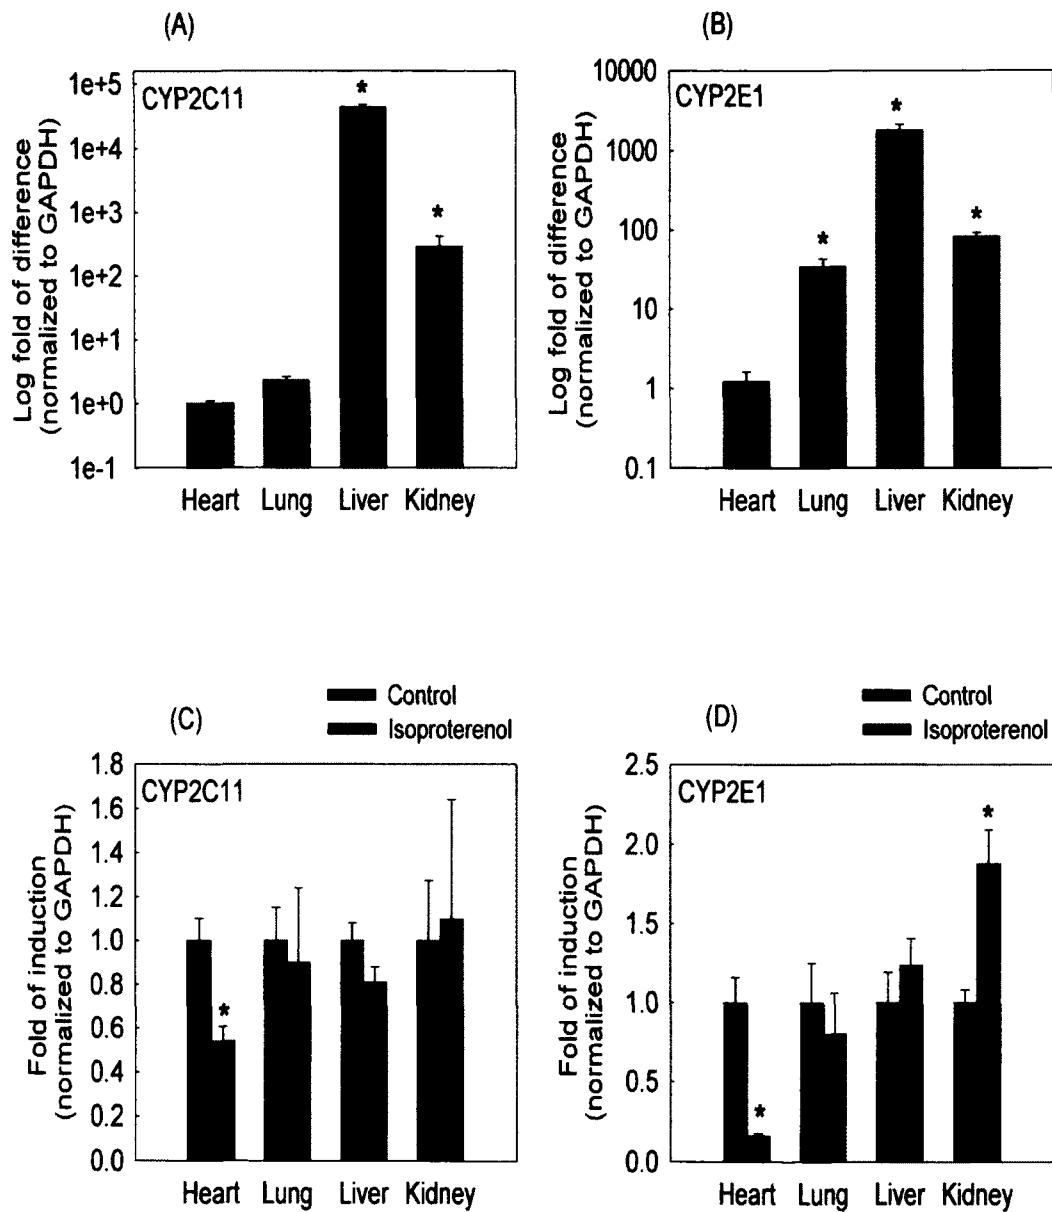 (A)
CYP2C11
Log fold of difference
(normalized to GAPDH)
1e+5
1e+4
1e+3
1e+2
1e+1
1e+0
1e-1
*
*
Heart Lung Liver Kidney
(B)
CYP2E1
Log fold of difference
(normalized to GAPDH)
10000
1000
100
10
1
0.1
*
*
*
Heart Lung Liver Kidney
(C)
Control
Isoproterenol
CYP2C11
Fold of induction
(normalized to GAPDH)
1.8
1.6
1.4
1.2
1.0
0.8
0.6
0.4
0.2
0.0
*
Heart Lung Liver Kidney
(D)
Control
Isoproterenol
CYP2E1
Fold of induction
(normalized to GAPDH)
2.5
2.0
1.5
1.0
0.5
0.0
*
*
Heart Lung Liver Kidney